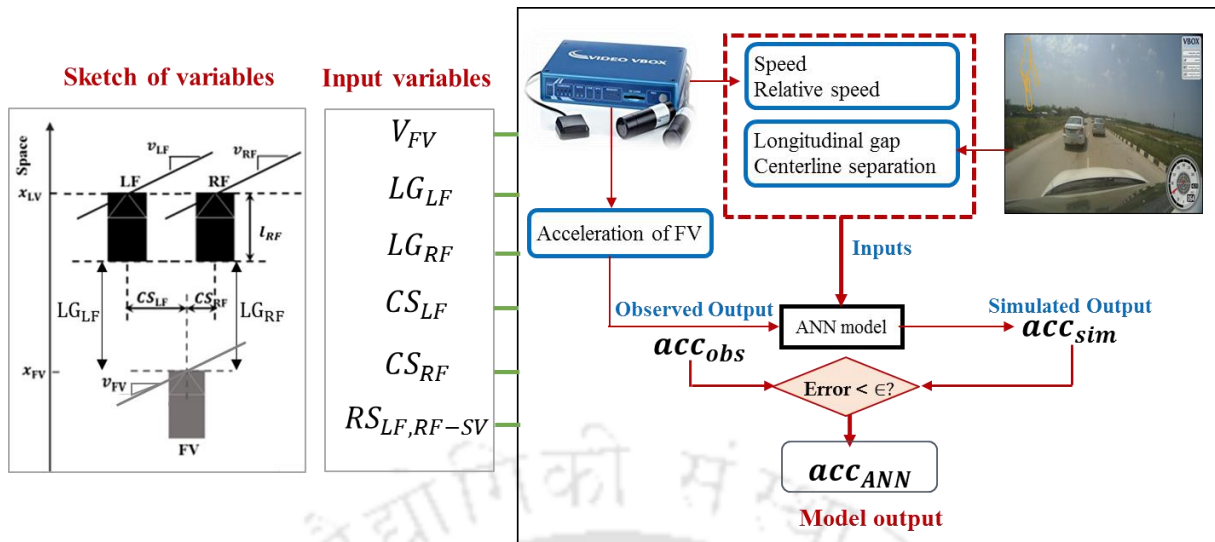 Sketch of variables
Space
v_LF
v_RF
LF
RF
x_LV
l_RF
CS_LF
CS_RF
LG_LF
LG_RF
x_FV
v_FV
FV
Input variables
V_FV
LG_LF
LG_RF
CS_LF
CS_RF
RS_LF,RF−SV
VIDEO VBOX
Speed
Relative speed
Longitudinal gap
Centerline separation
VBOX
Acceleration of FV
Inputs
Observed Output
ANN model
Simulated Output
acc_obs
acc_sim
Error < ∈?
acc_ANN
Model output